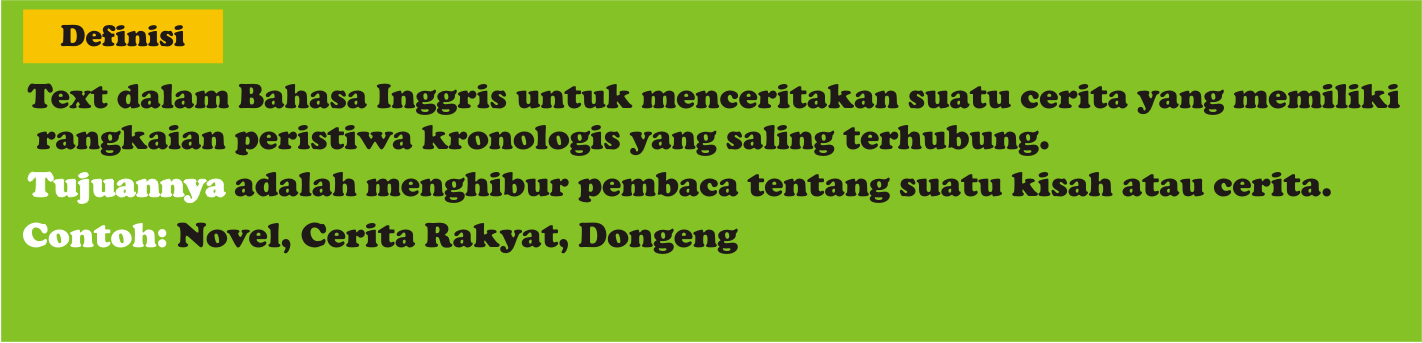 Definisi
Text dalam Bahasa Inggris untuk menceritakan suatu cerita yang memiliki
rangkaian peristiwa kronologis yang saling terhubung.
Tujuannya adalah menghibur pembaca tentang suatu kisah atau cerita.
Contoh: Novel, Cerita Rakyat, Dongeng